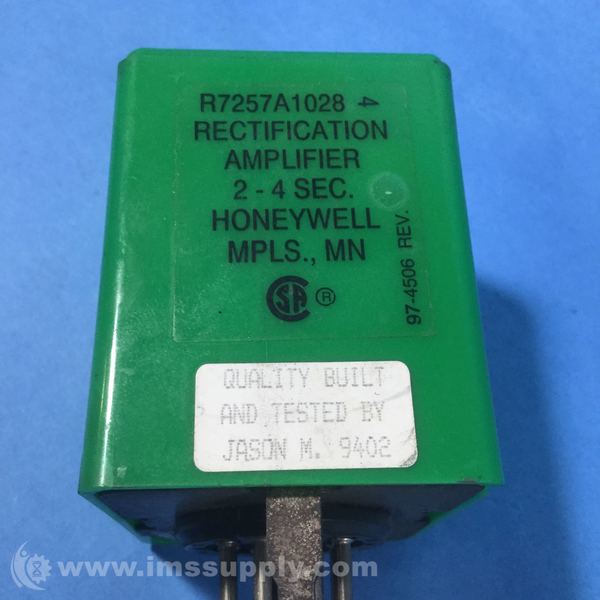 R7257A1028 4
RECTIFICATION
AMPLIFIER
2 - 4 SEC.
HONEYWELL
MPLS., MN
SA ®
97-4506 REV.
QUALITY BUILT
AND TESTED BY
JASON M. 9402
www.imssupply.com